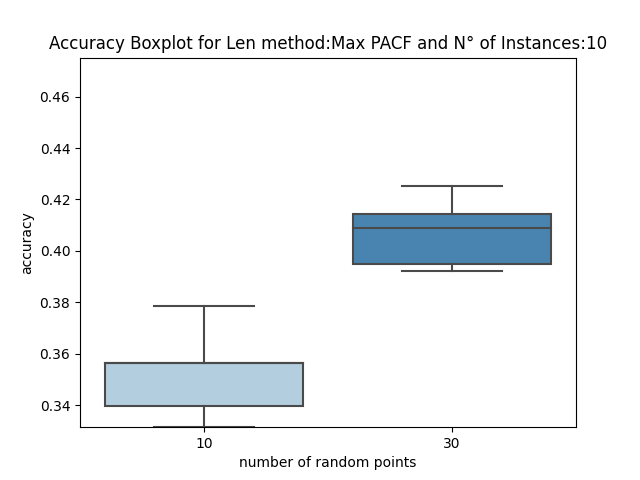 Accuracy Boxplot for Len method:Max PACF and N° of Instances:10
0.46
0.44
0.42
0.40
0.38
0.36
0.34
accuracy
10 30
number of random points